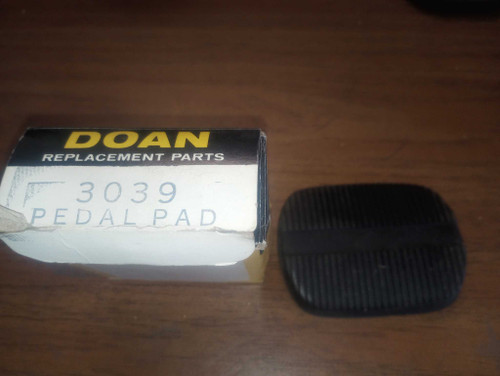 DOAN
REPLACEMENT PARTS
3039
PEDAL PAD